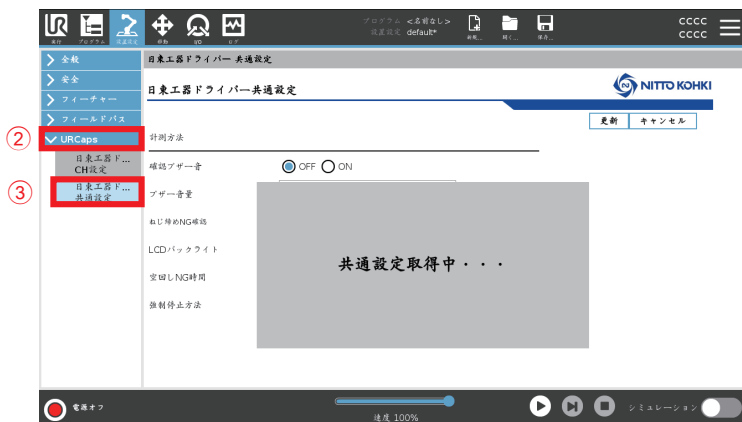 UR
実行
プログラム
設置設定
移動
I/O
ログ
プログラム <名前なし>
設置設定 default*
新規...
開く...
保存...
CCCC
CCCC
全般
安全
フィーチャー
フィールドバス
② URCaps
日東工器ド...
CH設定
③ 日東工器ド...
共通設定
日東工器ドライバー 共通設定
日東工器ドライバー共通設定
NITTO KOHKI
更新 キャンセル
計測方法
確認ブザー音 OFF ON
ブザー音量
ねじ締めNG確認
LCDバックライト
空回しNG時間
強制停止方法
共通設定取得中・・・
電源オフ
速度 100%
シミュレーション